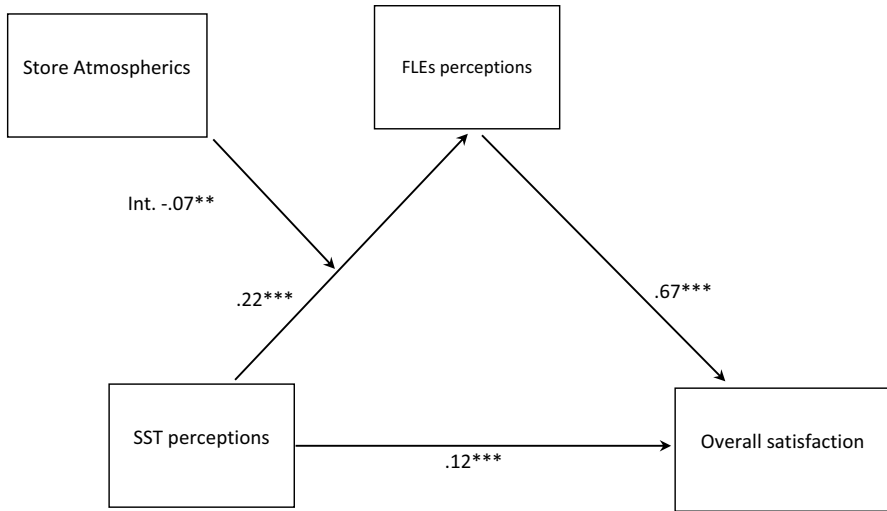 Store Atmospherics
FLEs perceptions
Int. -.07**
.22***
.67***
SST perceptions
.12***
Overall satisfaction